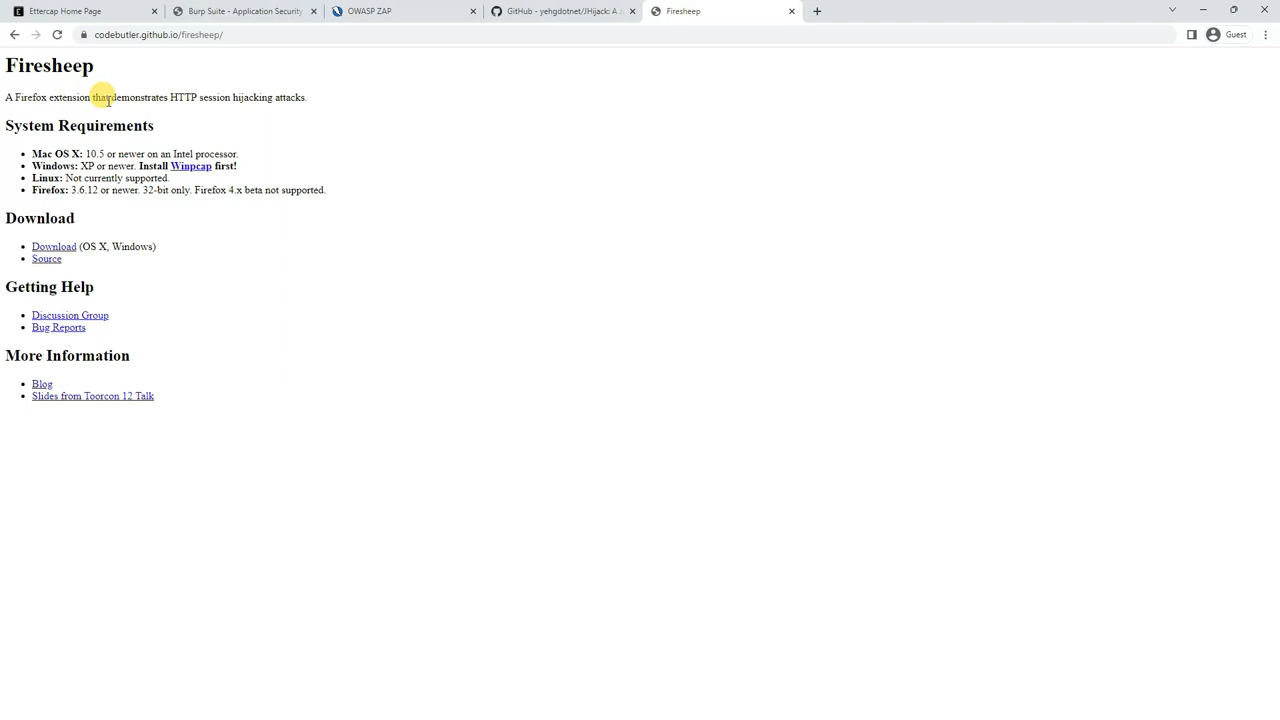 Ettercap Home Page
Burp Suite - Application Security
OWASP ZAP
GitHub - yehgdotnet/JHijack: A J
Firesheep
codebutler.github.io/firesheep/
Guest
Firesheep
A Firefox extension that demonstrates HTTP session hijacking attacks.
System Requirements
Mac OS X: 10.5 or newer on an Intel processor.
Windows: XP or newer. Install Winpcap first!
Linux: Not currently supported.
Firefox: 3.6.12 or newer. 32-bit only. Firefox 4.x beta not supported.
Download
Download (OS X, Windows)
Source
Getting Help
Discussion Group
Bug Reports
More Information
Blog
Slides from Toorcon 12 Talk